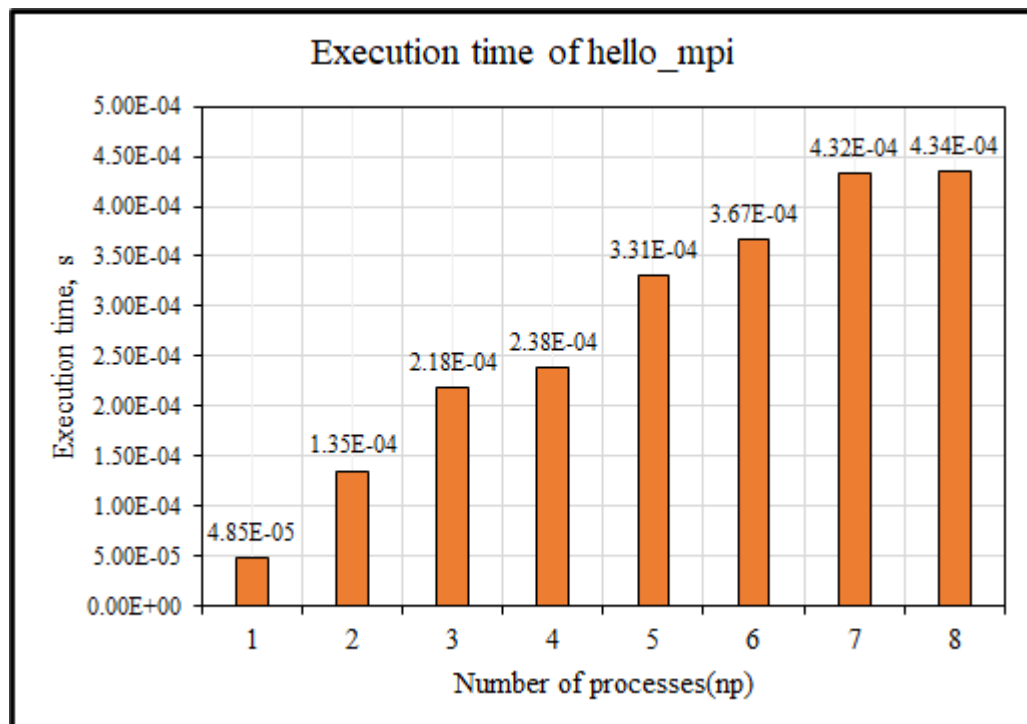 Execution time of hello_mpi
Execution time, s
5.00E-04
4.50E-04
4.00E-04
3.50E-04
3.00E-04
2.50E-04
2.00E-04
1.50E-04
1.00E-04
5.00E-05
0.00E+00
4.85E-05
1.35E-04
2.18E-04
2.38E-04
3.31E-04
3.67E-04
4.32E-04
4.34E-04
1 2 3 4 5 6 7 8
Number of processes(np)